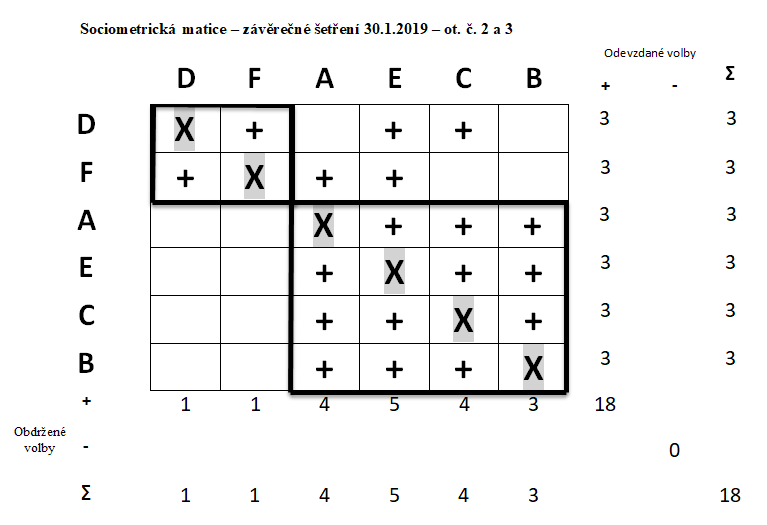 Sociometrická matice – závěrečné šetření 30.1.2019 – ot. č. 2 a 3
Odevzdané volby
D F A E C B + - Σ
D X + + + 3 3
F + X + + 3 3
A X + + + 3 3
E + X + + 3 3
C + + X + 3 3
B + + + X 3 3
+ 1 1 4 5 4 3 18
Obdržené
volby - 0
Σ 1 1 4 5 4 3 18